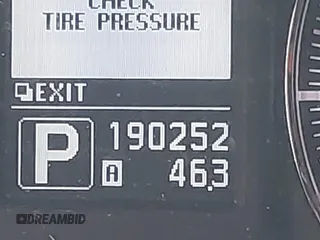 CHECK
TIRE PRESSURE
EXIT
P 190252
A 46.3
DREAMBID